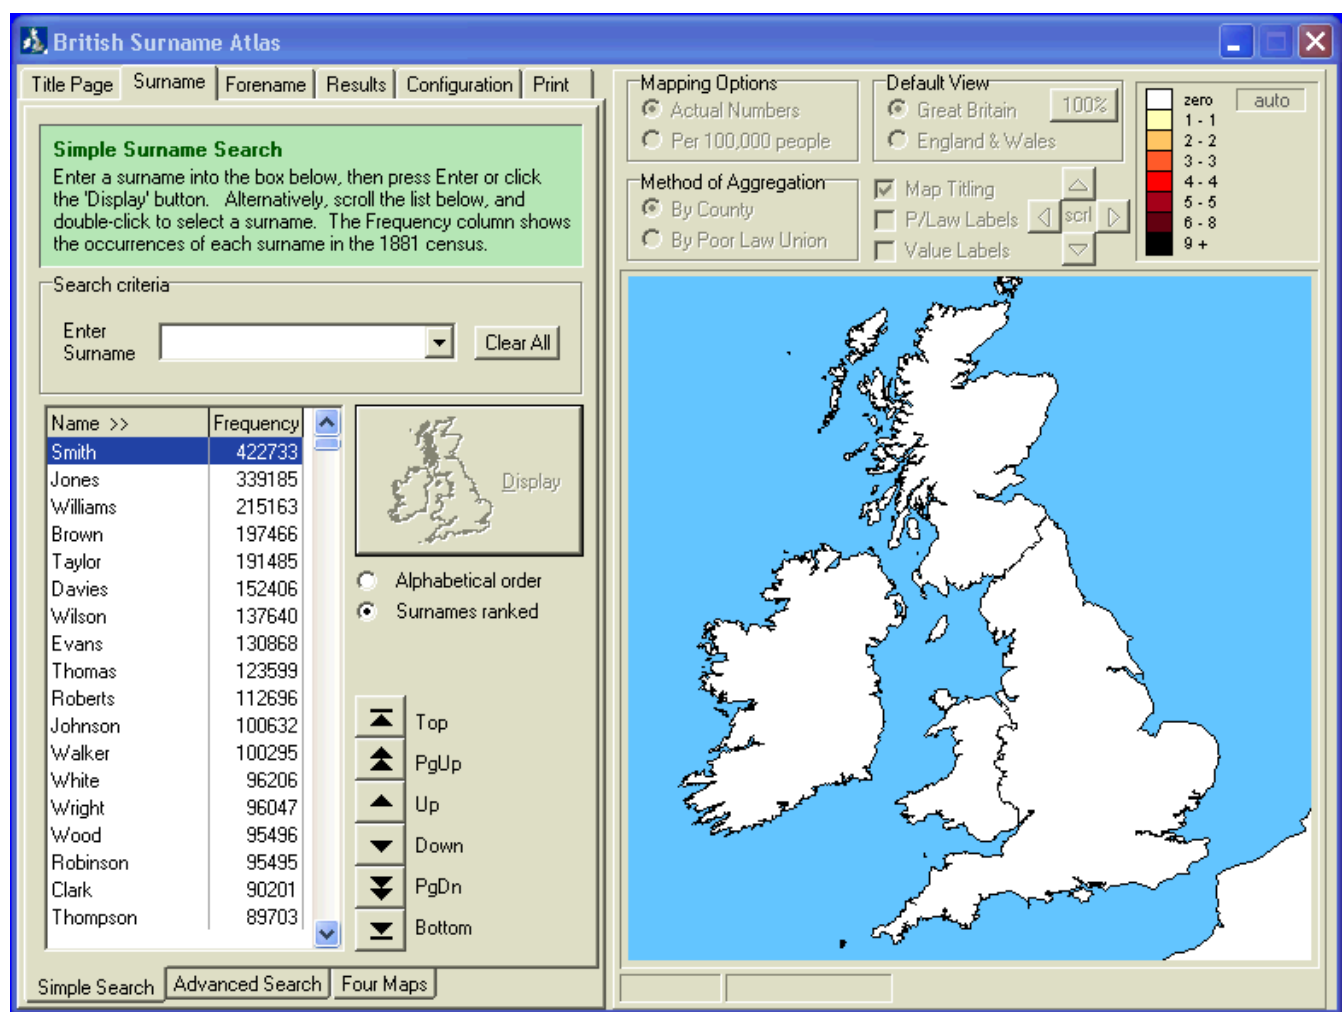 British Surname Atlas
Title Page
Surname
Forename
Results
Configuration
Print
Simple Surname Search
Enter a surname into the box below, then press Enter or click
the 'Display' button. Alternatively, scroll the list below, and
double-click to select a surname. The Frequency column shows
the occurrences of each surname in the 1881 census.
Search criteria
Enter
Surname
Clear All
Name >> Frequency
Smith 422733
Jones 339185
Williams 215163
Brown 197466
Taylor 191485
Davies 152406
Wilson 137640
Evans 130868
Thomas 123599
Roberts 112696
Johnson 100632
Walker 100295
White 96206
Wright 96047
Wood 95496
Robinson 95495
Clark 90201
Thompson 89703
Display
Alphabetical order
Surnames ranked
Top
PgUp
Up
Down
PgDn
Bottom
Simple Search
Advanced Search
Four Maps
Mapping Options
Actual Numbers
Per 100,000 people
Default View
Great Britain
100%
England & Wales
Method of Aggregation
By County
By Poor Law Union
Map Titling
P/Law Labels
Value Labels
scrl
zero
1 - 1
2 - 2
3 - 3
4 - 4
5 - 5
6 - 8
9 +
auto